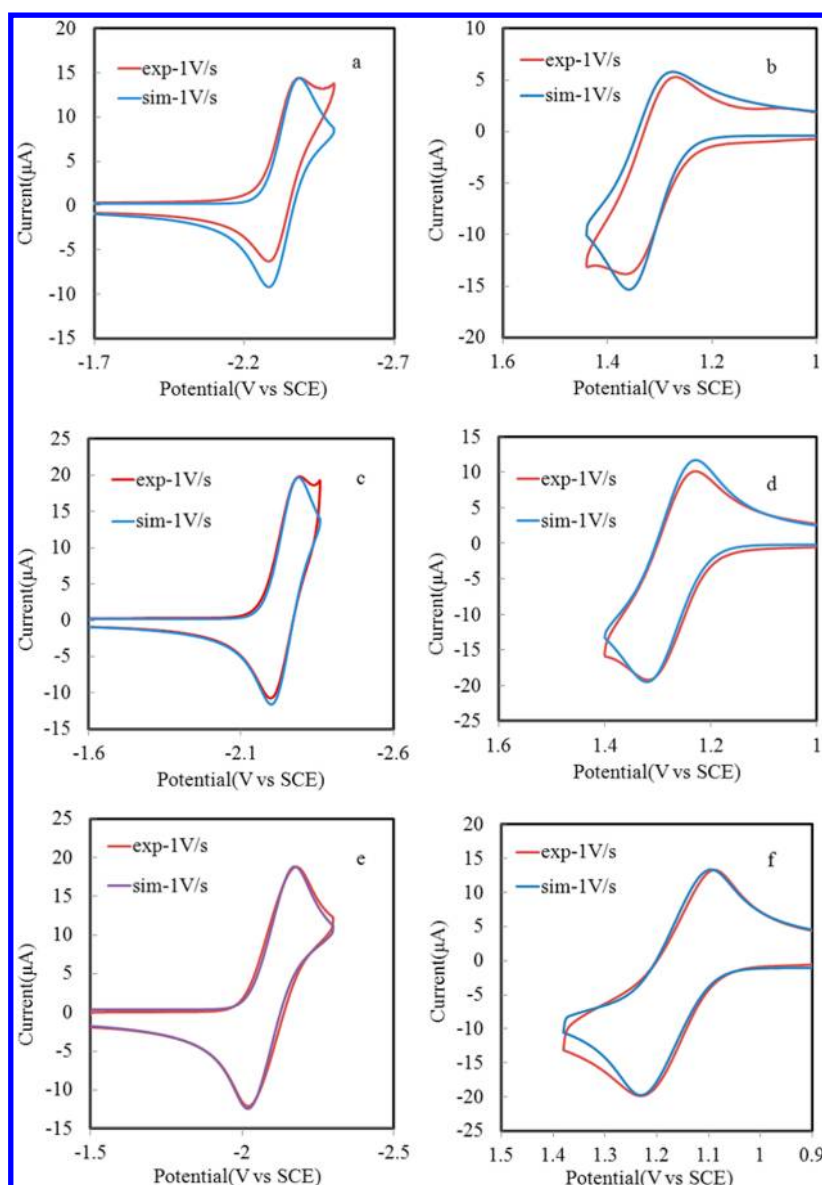 20
15
10
5
0
-5
-10
-15
-1.7 -2.2 -2.7
Current(μA)
Potential(V vs SCE)
exp-1V/s
sim-1V/s
a
10
5
0
-5
-10
-15
-20
1.6 1.4 1.2 1
Current(μA)
Potential(V vs SCE)
exp-1V/s
sim-1V/s
b
25
20
15
10
5
0
-5
-10
-15
-1.6 -2.1 -2.6
Current(μA)
Potential(V vs SCE)
exp-1V/s
sim-1V/s
c
15
10
5
0
-5
-10
-15
-20
-25
1.6 1.4 1.2 1
Current(μA)
Potential(V vs SCE)
exp-1V/s
sim-1V/s
d
25
20
15
10
5
0
-5
-10
-15
-1.5 -2 -2.5
Current(μA)
Potential(V vs SCE)
exp-1V/s
sim-1V/s
e
20
15
10
5
0
-5
-10
-15
-20
-25
1.5 1.4 1.3 1.2 1.1 1 0.9
Current(μA)
Potential(V vs SCE)
exp-1V/s
sim-1V/s
f